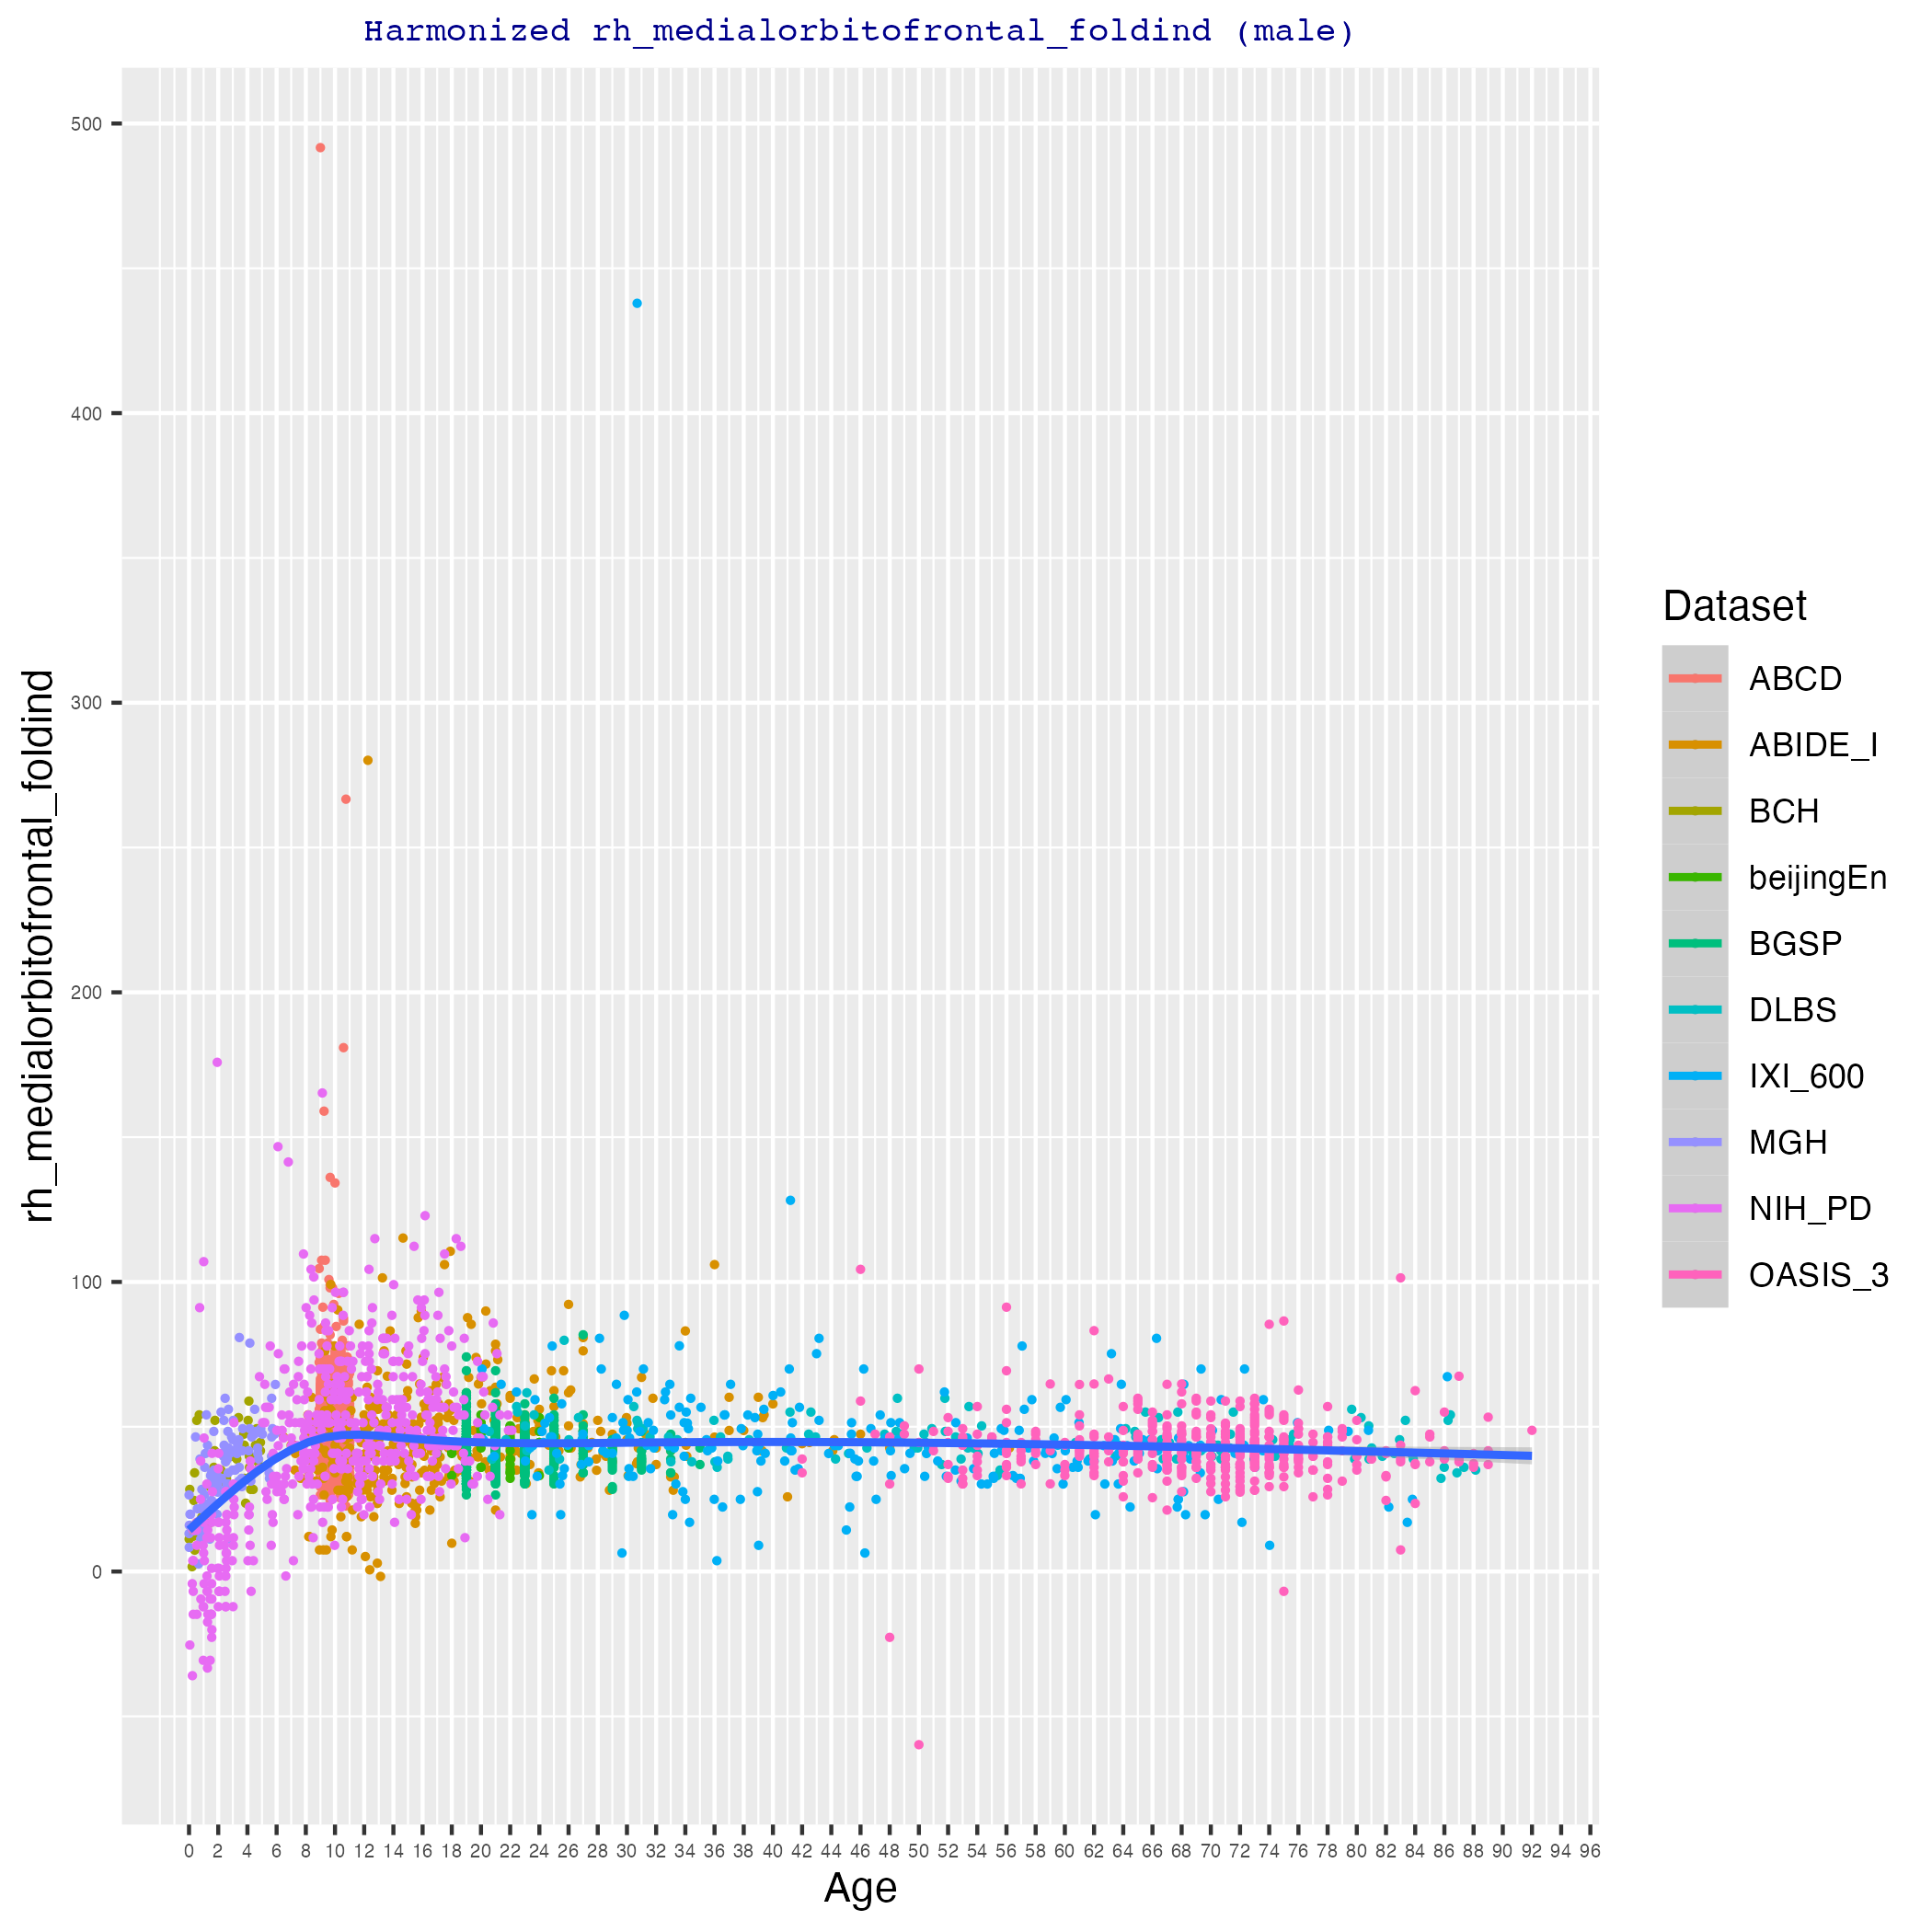 Harmonized rh_medialorbitofrontal_foldind (male)
rh_medialorbitofrontal_foldind
500
400
300
200
100
0
0 2 4 6 8 10 12 14 16 18 20 22 24 26 28 30 32 34 36 38 40 42 44 46 48 50 52 54 56 58 60 62 64 66 68 70 72 74 76 78 80 82 84 86 88 90 92 94 96
Age
Dataset
ABCD
ABIDE_I
BCH
beijingEn
BGSP
DLBS
IXI_600
MGH
NIH_PD
OASIS_3